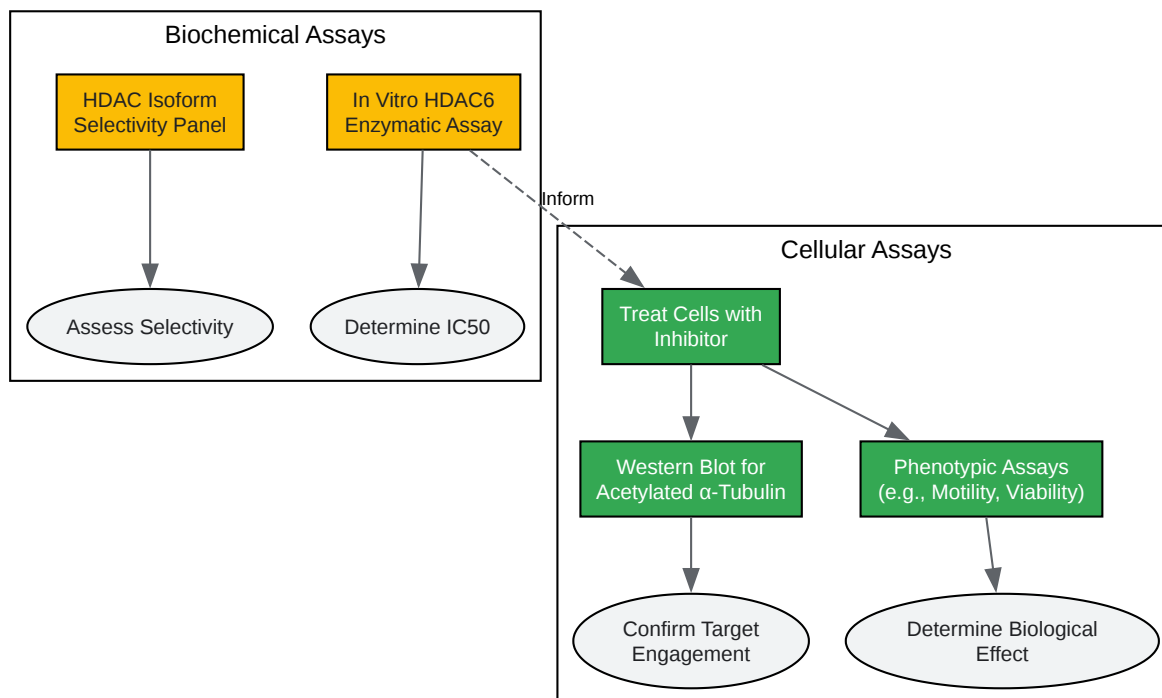 Biochemical Assays
HDAC Isoform
Selectivity Panel
In Vitro HDAC6
Enzymatic Assay
Inform
Assess Selectivity
Determine IC50
Cellular Assays
Treat Cells with
Inhibitor
Western Blot for
Acetylated α-Tubulin
Phenotypic Assays
(e.g., Motility, Viability)
Confirm Target
Engagement
Determine Biological
Effect